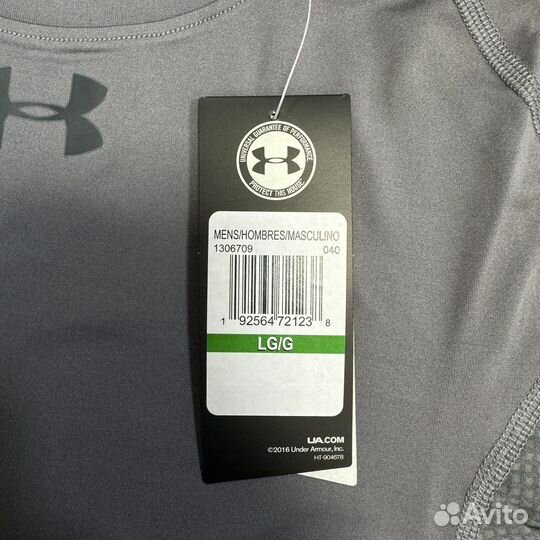 UNIVERSAL GUARANTEE OF PERFORMANCE
PROTECT THIS HOUSE
MENS/HOMBRES/MASCULINO
1306709 040
1 92564 72123 8
LG/G
UA.COM
©2016 Under Armour, Inc.
HT-904678
Avito